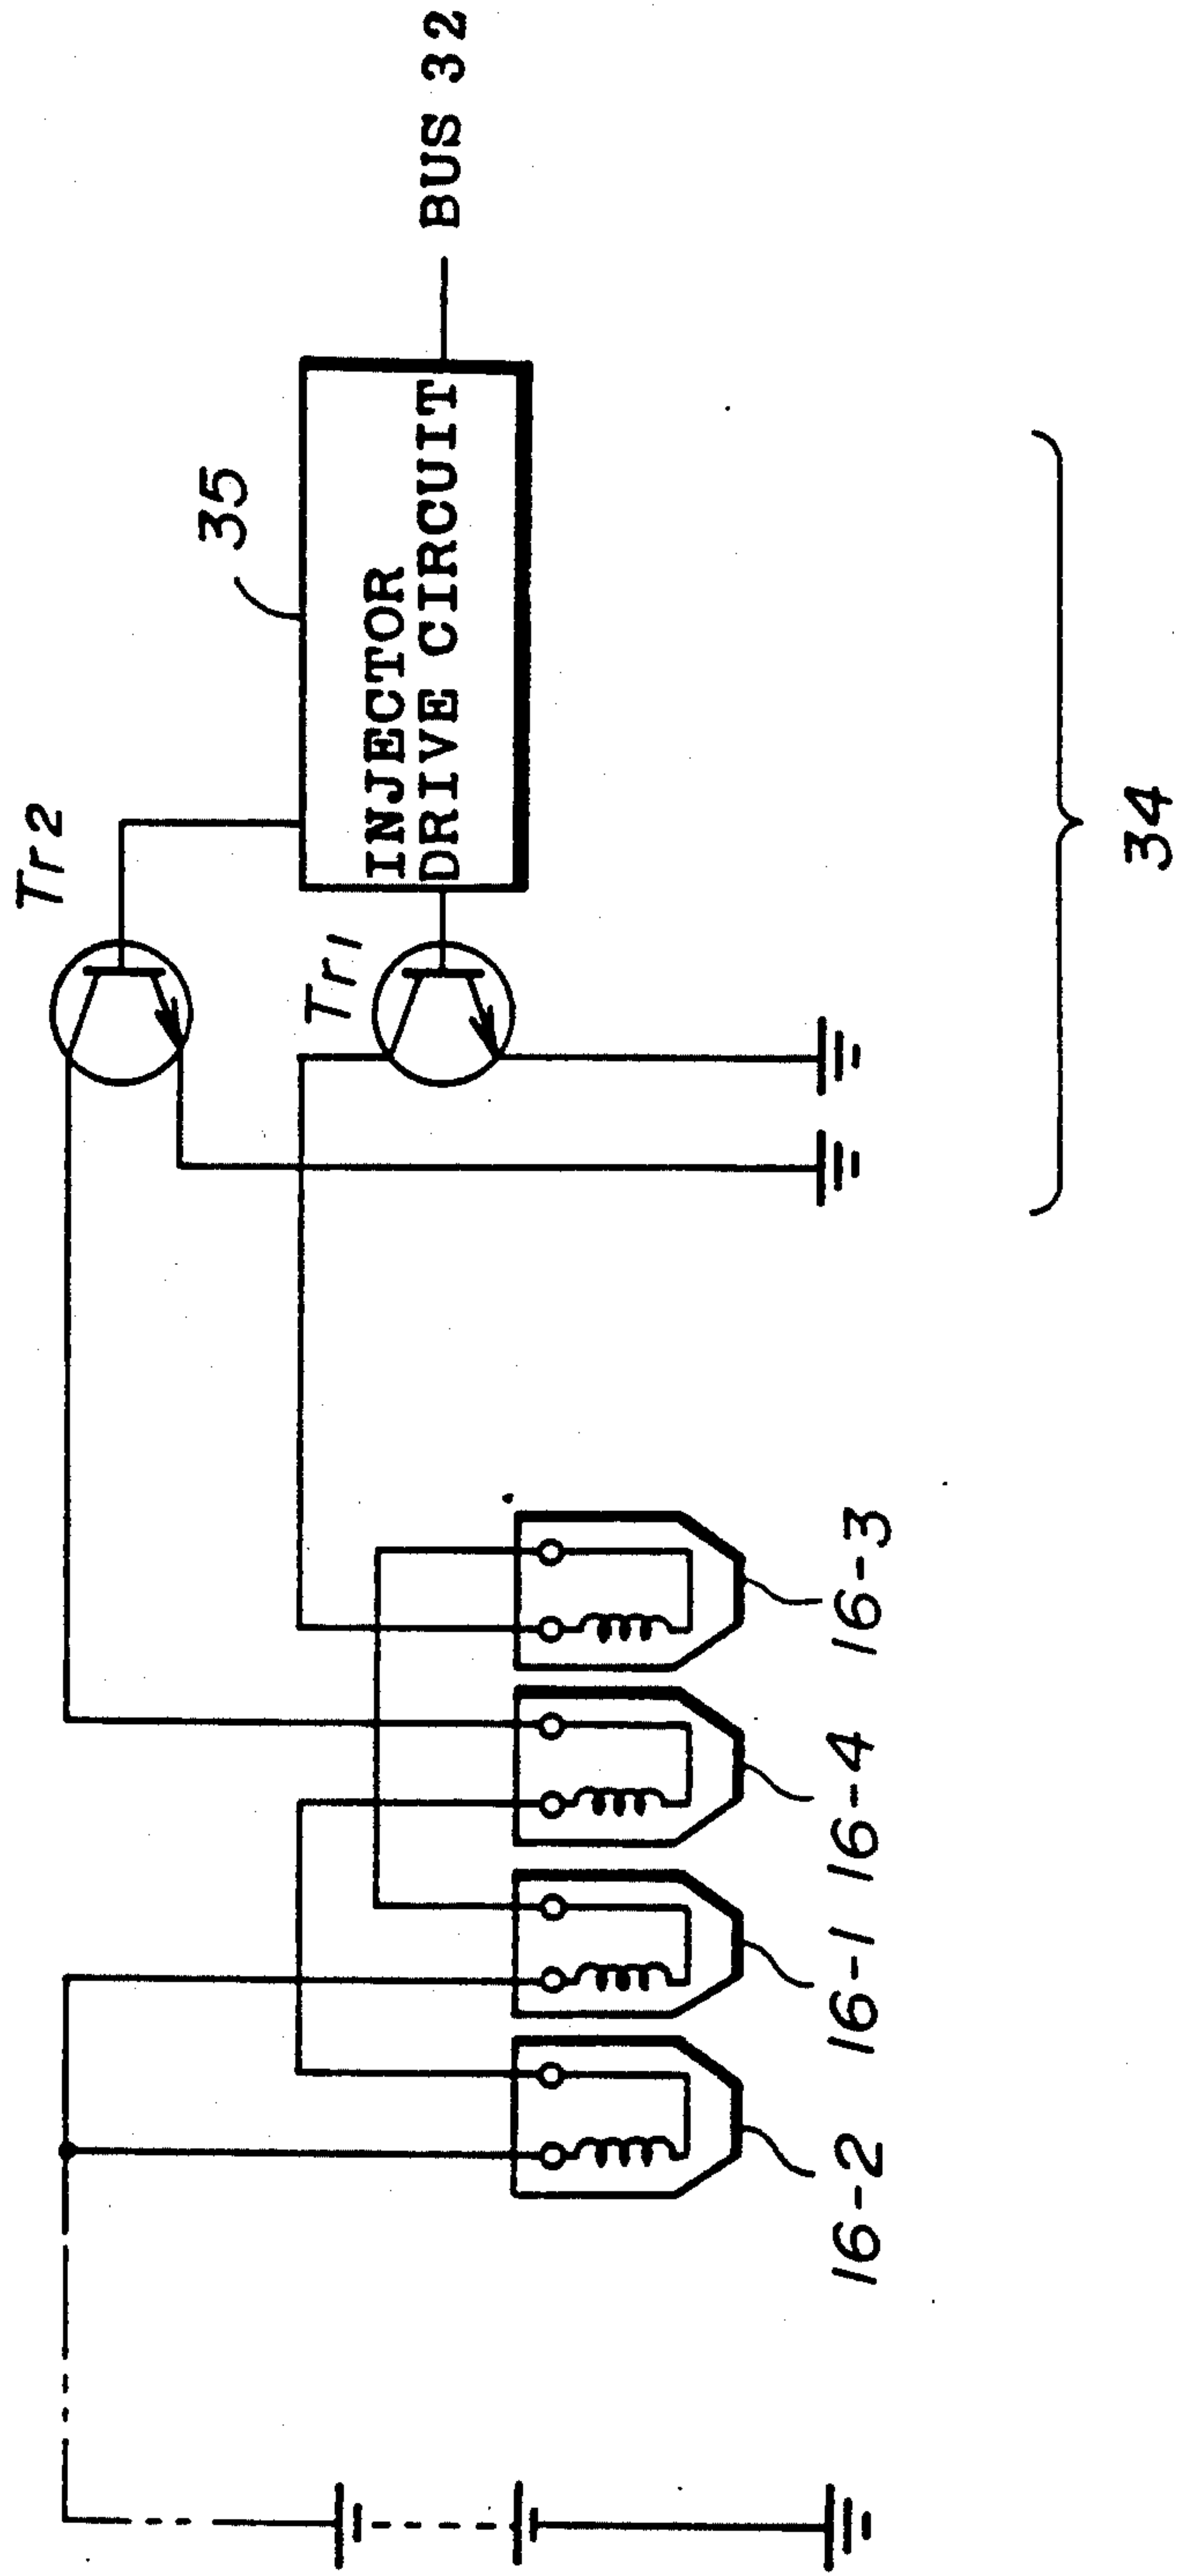 Tr2
35
BUS 32
Tr1
INJECTOR
DRIVE CIRCUIT
16-2
16-1
16-4
16-3
34